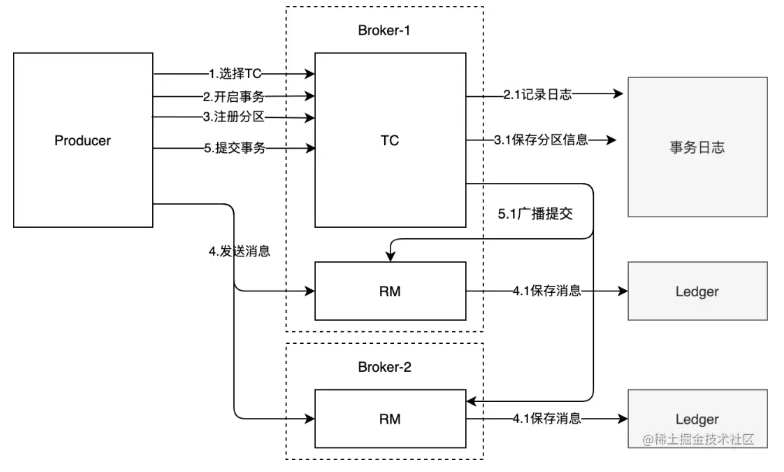 Broker-1
Producer
1.选择TC
2.开启事务
3.注册分区
5.提交事务
TC
2.1记录日志
3.1保存分区信息
事务日志
5.1广播提交
4.发送消息
RM
4.1保存消息
Ledger
Broker-2
RM
4.1保存消息
Ledger
@稀土掘金技术社区